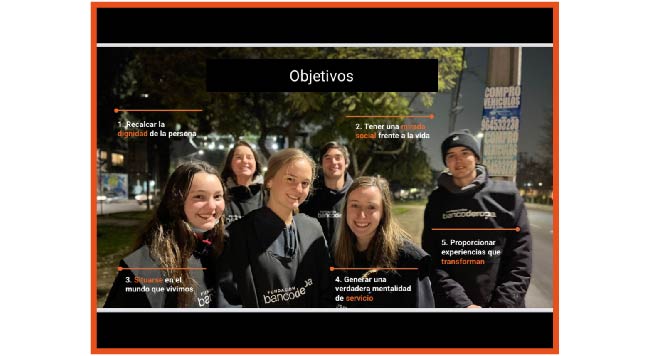 Objetivos
1. Recalcar la
dignidad de la persona
2. Tener una mirada
social frente a la vida
COMPRO
VEHICULOS
bancoderopa
5. Proporcionar
experiencias que
transforman
3. Situarse en el
mundo que vivimos
4. Generar una
verdadera mentalidad
de servicio
FUNDACIÓN
bancoderopa